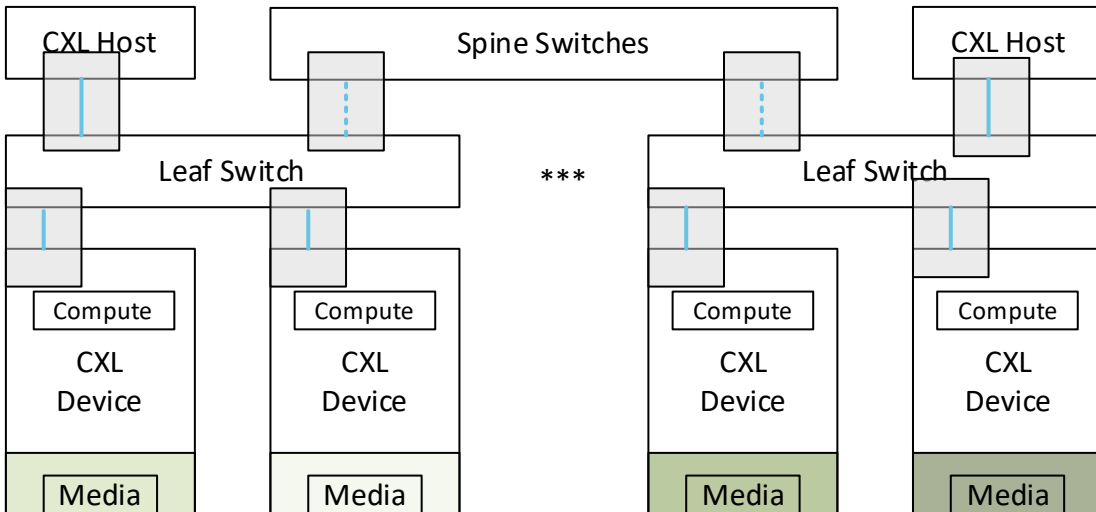 CXL Host
Spine Switches
CXL Host
Leaf Switch
***
Leaf Switch
Compute
Compute
Compute
Compute
CXL
Device
CXL
Device
CXL
Device
CXL
Device
Media
Media
Media
Media